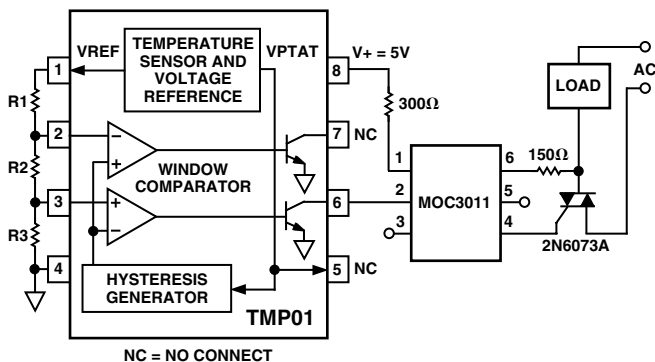 VREF
TEMPERATURE
SENSOR AND
VOLTAGE
REFERENCE
VPTAT
V+ = 5V
1
8
R1
300Ω
LOAD
AC
2
7
NC
R2
WINDOW
COMPARATOR
1
6
150Ω
3
6
2
MOC3011
5
R3
3
4
2N6073A
4
5
NC
HYSTERESIS
GENERATOR
TMP01
NC = NO CONNECT